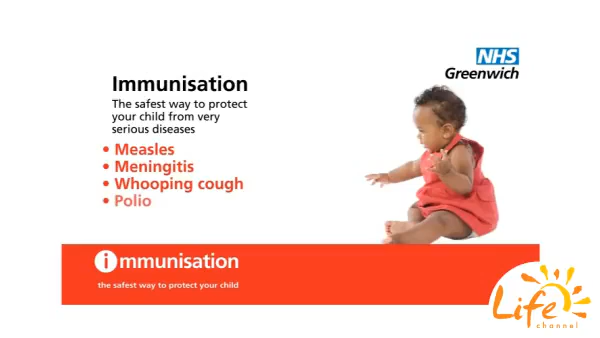 NHS
Greenwich
Immunisation
The safest way to protect
your child from very
serious diseases
• Measles
• Meningitis
• Whooping cough
• Polio
immunisation
the safest way to protect your child
Life
channel